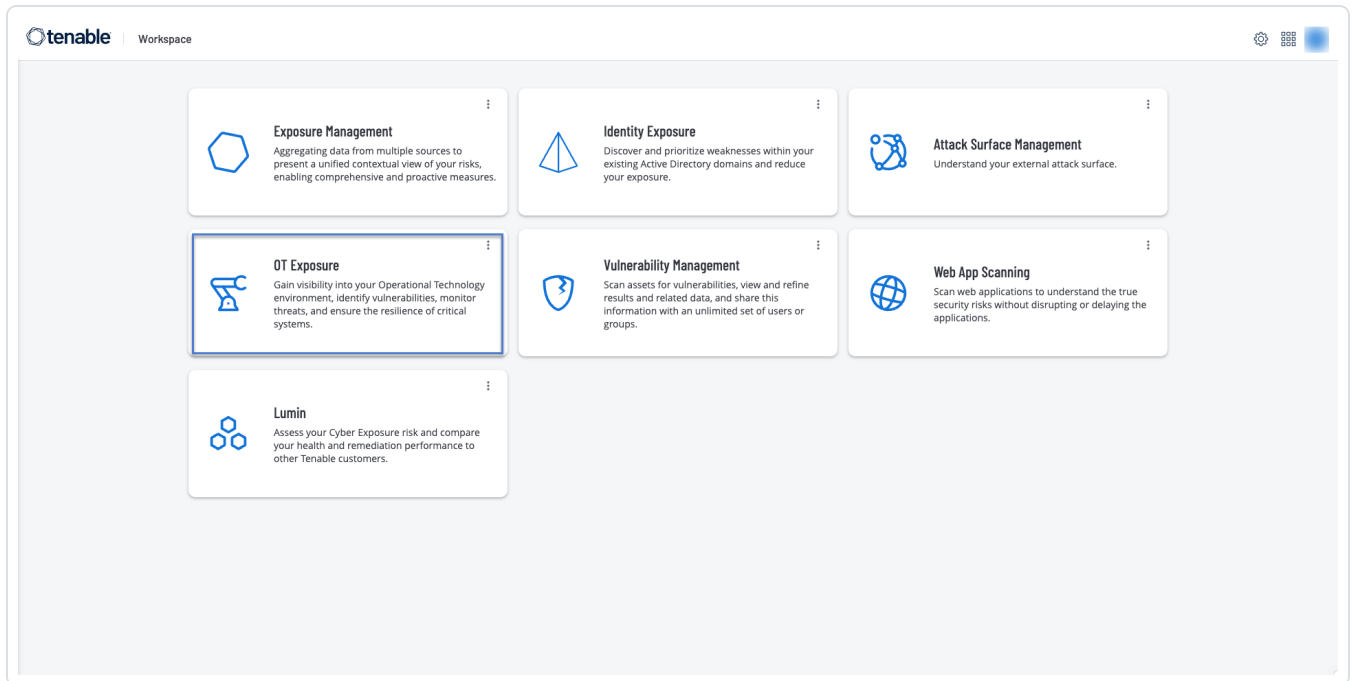 tenable Workspace
Exposure Management
Aggregating data from multiple sources to
present a unified contextual view of your risks,
enabling comprehensive and proactive measures.
Identity Exposure
Discover and prioritize weaknesses within your
existing Active Directory domains and reduce
your exposure.
Attack Surface Management
Understand your external attack surface.
OT Exposure
Gain visibility into your Operational Technology
environment, identify vulnerabilities, monitor
threats, and ensure the resilience of critical
systems.
Vulnerability Management
Scan assets for vulnerabilities, view and refine
results and related data, and share this
information with an unlimited set of users or
groups.
Web App Scanning
Scan web applications to understand the true
security risks without disrupting or delaying the
applications.
Lumin
Assess your Cyber Exposure risk and compare
your health and remediation performance to
other Tenable customers.